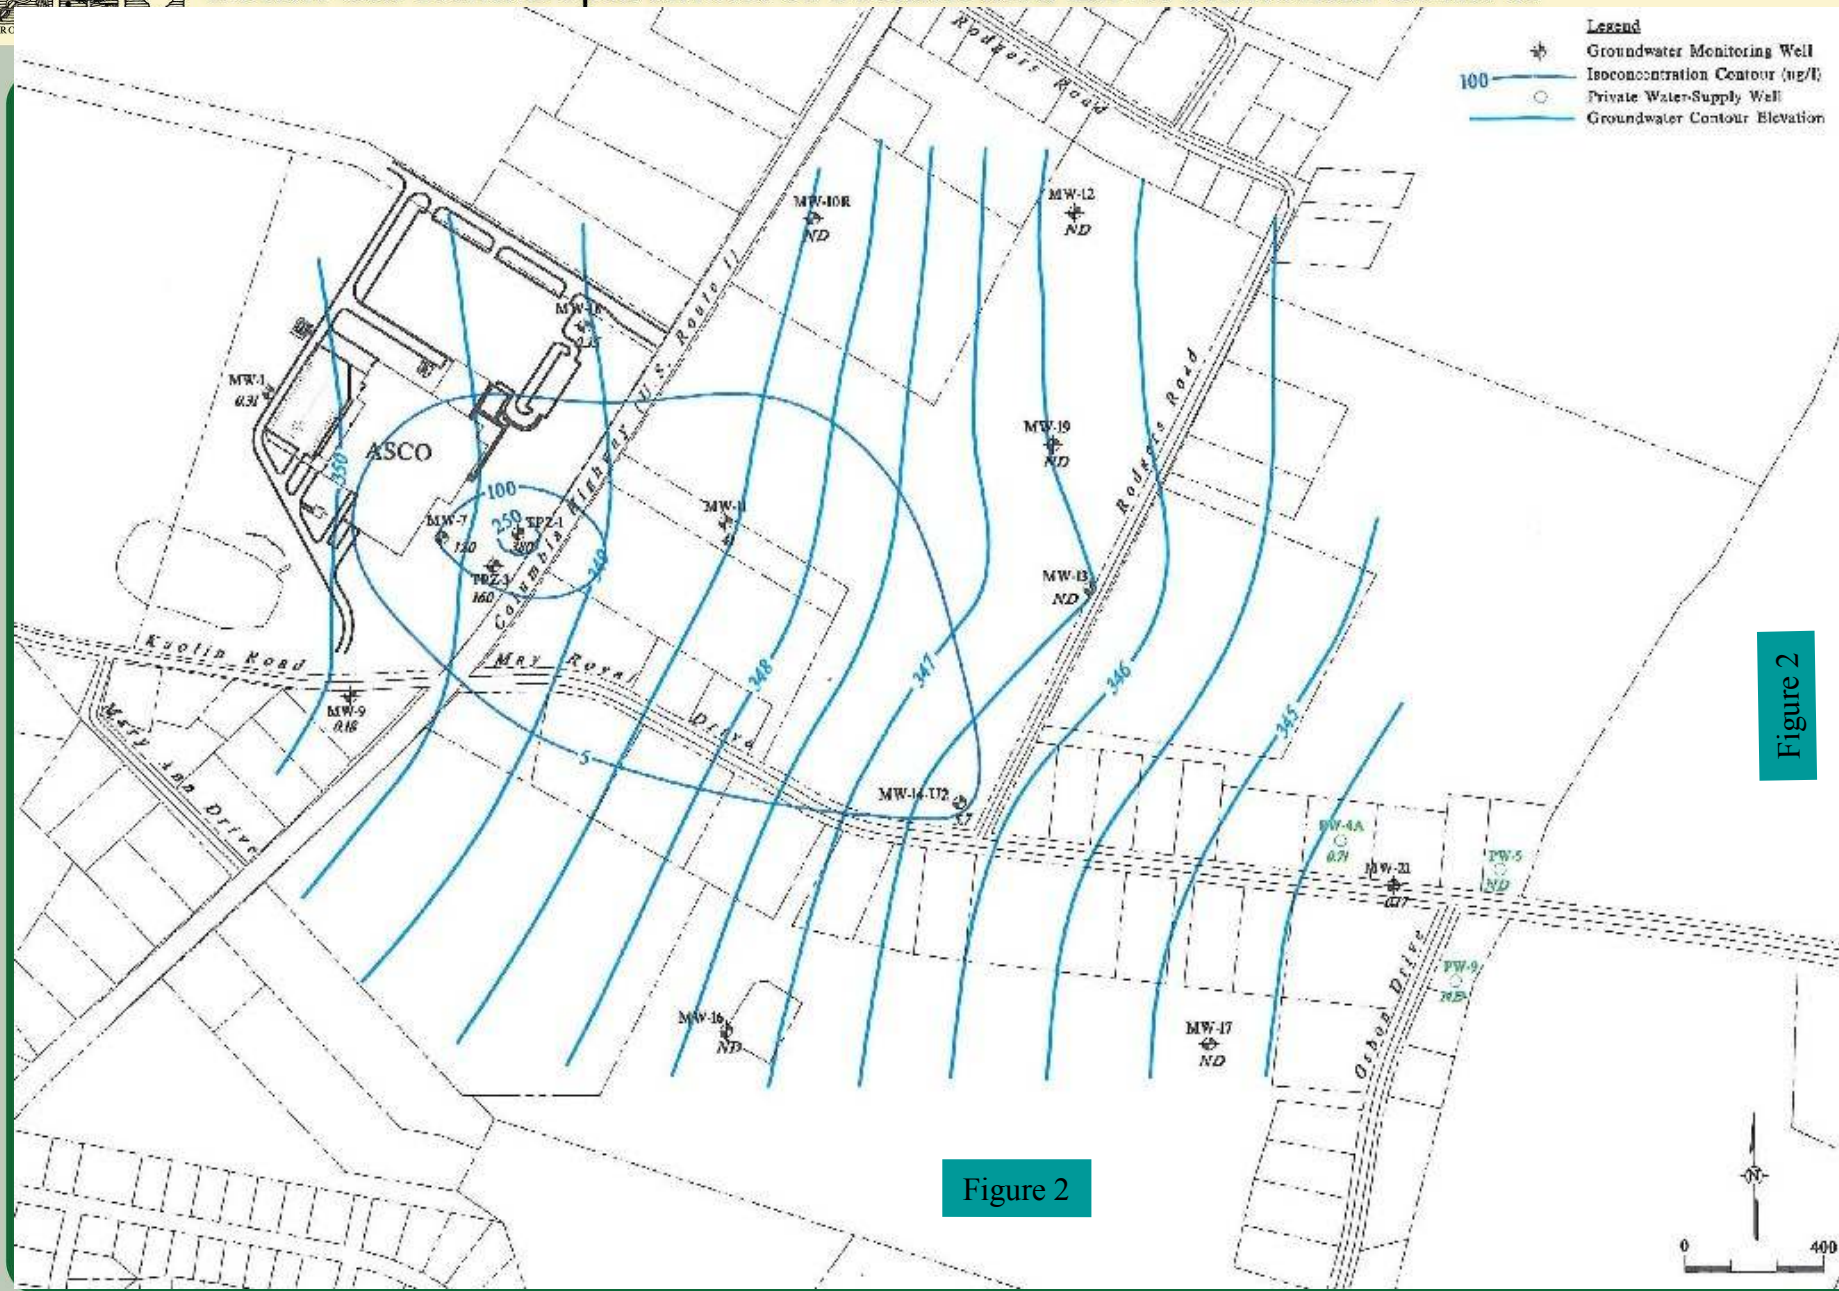 Legend
Groundwater Monitoring Well
100 Isoconcentration Contour (ug/l)
Private Water-Supply Well
Groundwater Contour Elevation
Rodgers Road
MW-10R
ND
MW-12
ND
Columbia Highway (U.S. Route 1)
MW-18
MW-1
0.31
ASCO
350
100
250
MW-7
TPZ-1
380
TPZ-3
160
349
MW-11
MW-19
ND
Rodgers Road
MW-13
ND
Kaolin Road
May Royal Drive
348
347
346
345
MW-9
Mary Ann Drive
5
MW-14-U2
5.7
PW-4A
0.71
MW-21
PW-5
ND
PW-9
Osbon Drive
MW-16
ND
MW-17
ND
Figure 2
Figure 2
N
0 400